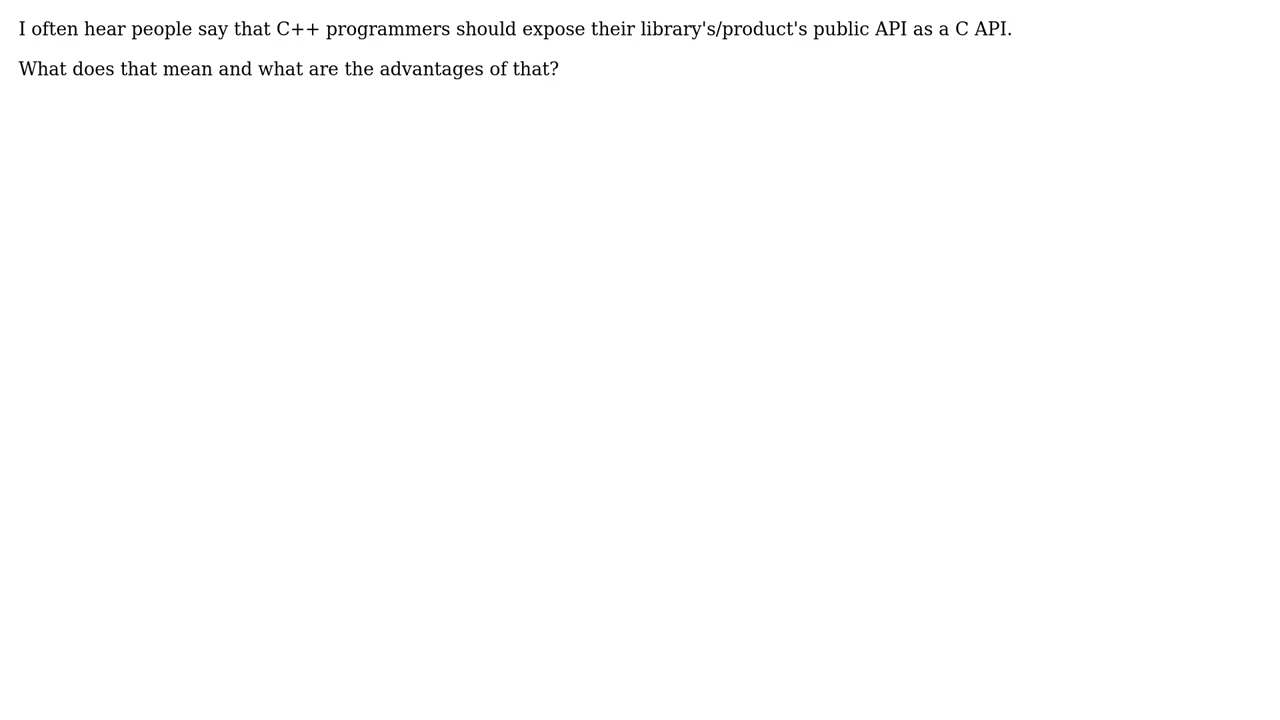 I often hear people say that C++ programmers should expose their library's/product's public API as a C API.
What does that mean and what are the advantages of that?